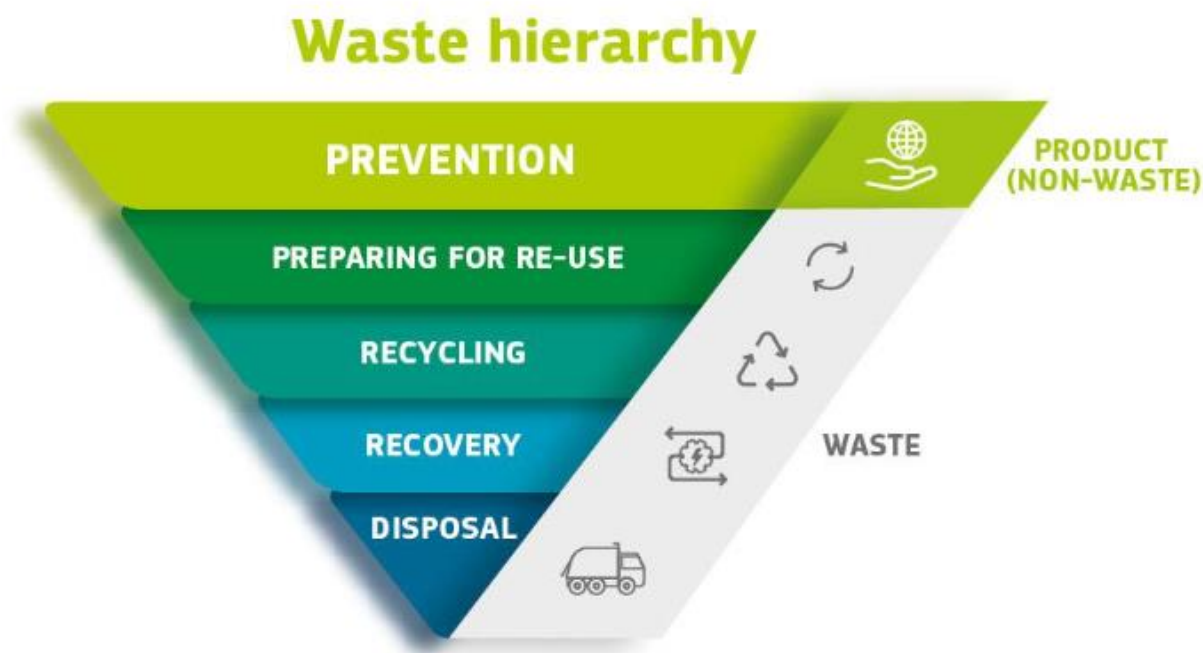 Waste hierarchy
PREVENTION
PRODUCT
(NON-WASTE)
PREPARING FOR RE-USE
RECYCLING
RECOVERY
WASTE
DISPOSAL